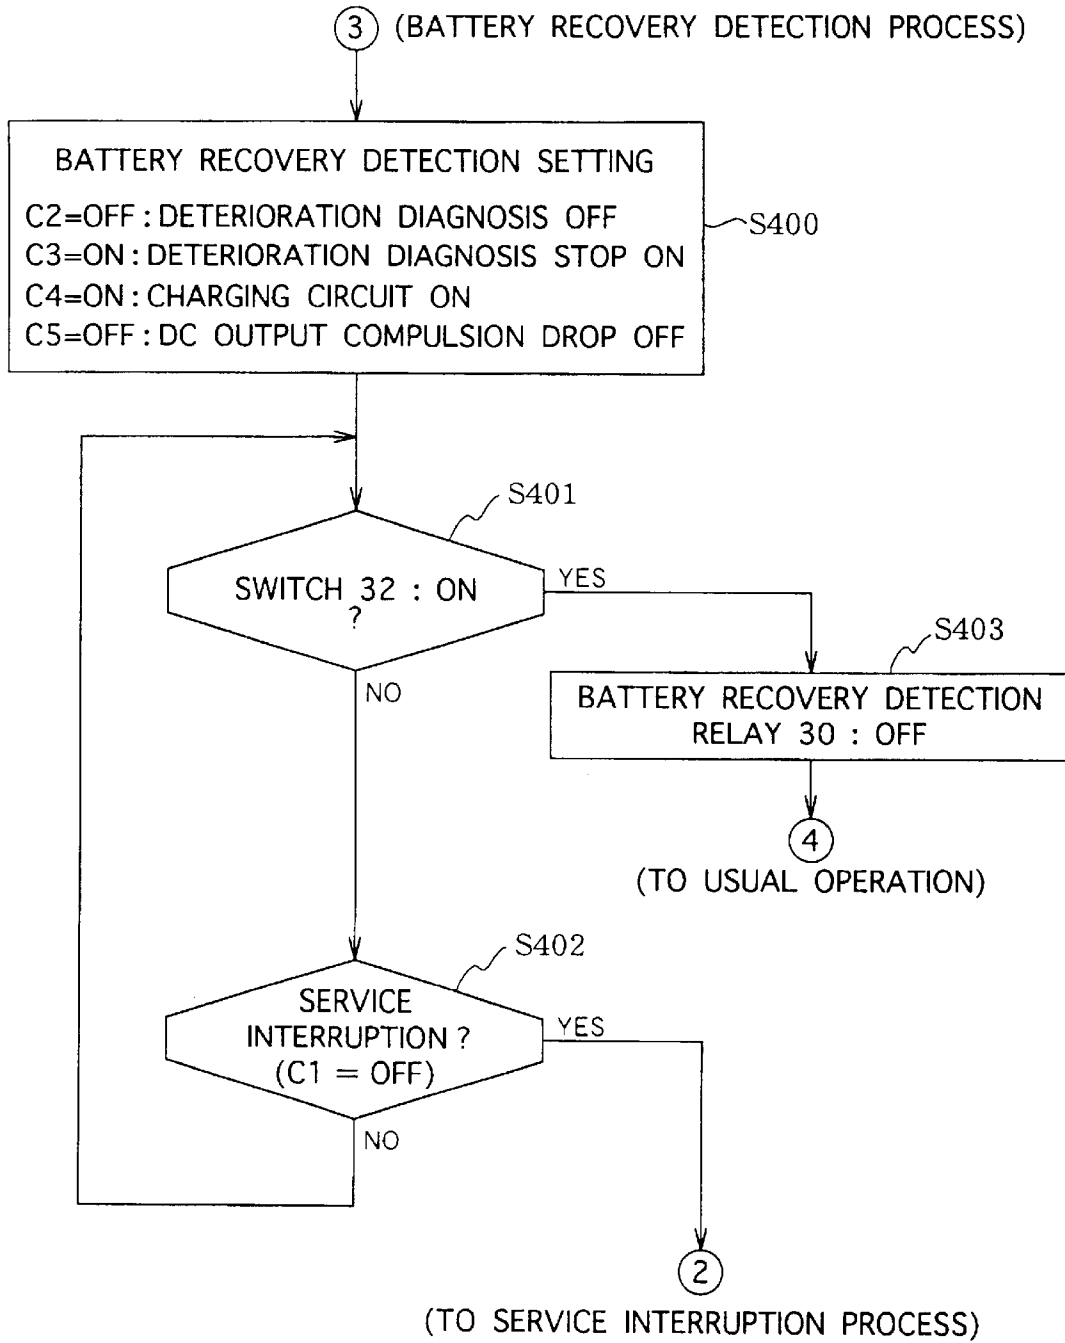 3 (BATTERY RECOVERY DETECTION PROCESS)
BATTERY RECOVERY DETECTION SETTING
C2=OFF : DETERIORATION DIAGNOSIS OFF
C3=ON : DETERIORATION DIAGNOSIS STOP ON
C4=ON : CHARGING CIRCUIT ON
C5=OFF : DC OUTPUT COMPULSION DROP OFF
S400
S401
SWITCH 32 : ON
?
YES
NO
S403
BATTERY RECOVERY DETECTION
RELAY 30 : OFF
4
(TO USUAL OPERATION)
S402
SERVICE
INTERRUPTION ?
(C1 = OFF)
YES
NO
2
(TO SERVICE INTERRUPTION PROCESS)